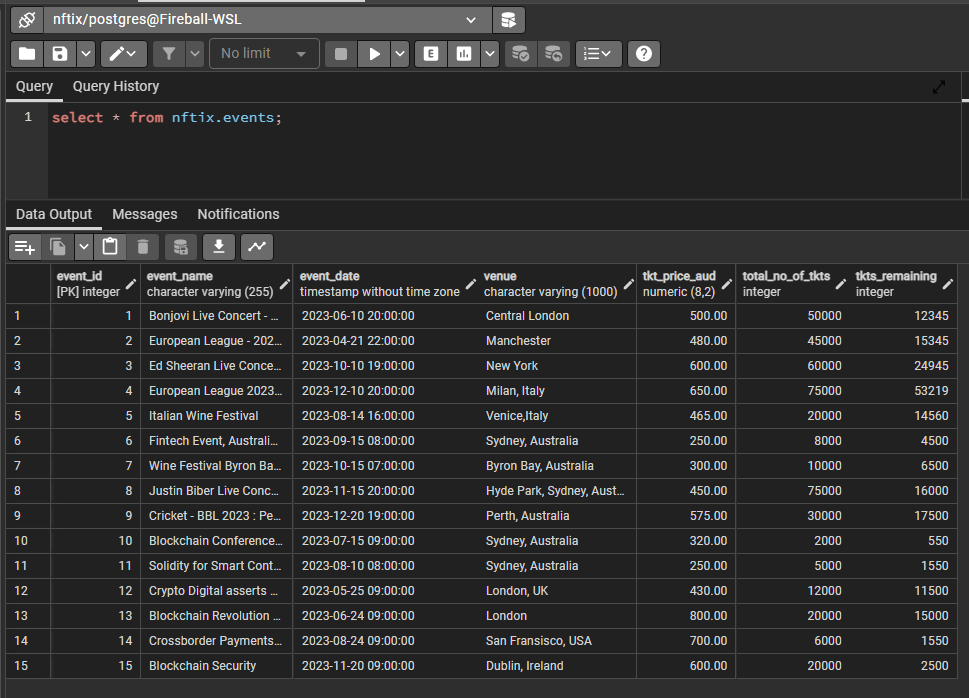 nftix/postgres@Fireball-WSL
No limit
E
Query Query History
1 select * from nftix.events;
Data Output Messages Notifications
event_id event_name event_date venue tkt_price_aud total_no_of_tkts tkts_remaining
[PK] integer character varying (255) timestamp without time zone character varying (1000) numeric (8,2) integer integer
1 1 Bonjovi Live Concert - ... 2023-06-10 20:00:00 Central London 500.00 50000 12345
2 2 European League - 202... 2023-04-21 22:00:00 Manchester 480.00 45000 15345
3 3 Ed Sheeran Live Conce... 2023-10-10 19:00:00 New York 600.00 60000 24945
4 4 European League 2023... 2023-12-10 20:00:00 Milan, Italy 650.00 75000 53219
5 5 Italian Wine Festival 2023-08-14 16:00:00 Venice,Italy 465.00 20000 14560
6 6 Fintech Event, Australi... 2023-09-15 08:00:00 Sydney, Australia 250.00 8000 4500
7 7 Wine Festival Byron Ba... 2023-10-15 07:00:00 Byron Bay, Australia 300.00 10000 6500
8 8 Justin Biber Live Conc... 2023-11-15 20:00:00 Hyde Park, Sydney, Aust... 450.00 75000 16000
9 9 Cricket - BBL 2023 : Pe... 2023-12-20 19:00:00 Perth, Australia 575.00 30000 17500
10 10 Blockchain Conference... 2023-07-15 09:00:00 Sydney, Australia 320.00 2000 550
11 11 Solidity for Smart Cont... 2023-08-10 08:00:00 Sydney, Australia 250.00 5000 1550
12 12 Crypto Digital asserts ... 2023-05-25 09:00:00 London, UK 430.00 12000 11500
13 13 Blockchain Revolution ... 2023-06-24 09:00:00 London 800.00 20000 15000
14 14 Crossborder Payments... 2023-08-24 09:00:00 San Fransisco, USA 700.00 6000 1550
15 15 Blockchain Security 2023-11-20 09:00:00 Dublin, Ireland 600.00 20000 2500